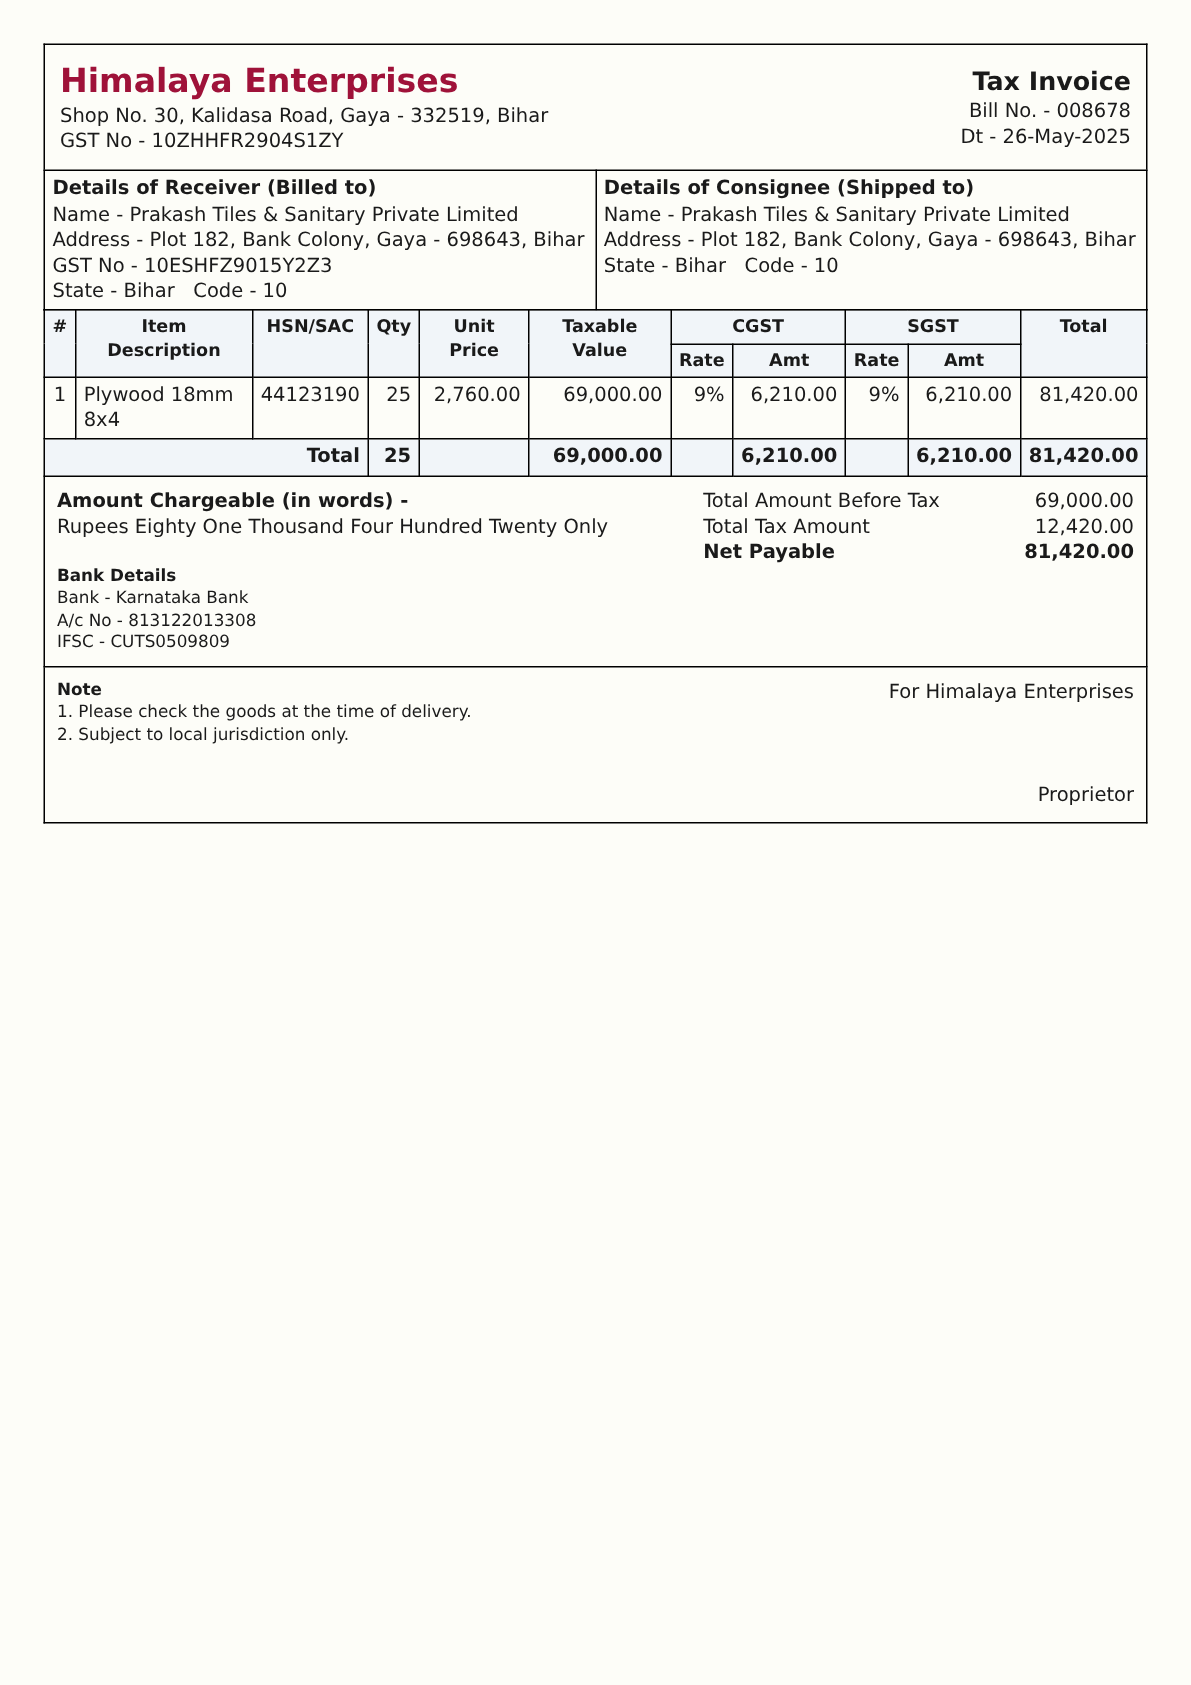 Himalaya Enterprises
Shop No. 30, Kalidasa Road, Gaya - 332519, Bihar
GST No - 10ZHHFR2904S1ZY
Tax Invoice
Bill No. - 008678
Dt - 26-May-2025
Details of Receiver (Billed to)
Name - Prakash Tiles & Sanitary Private Limited
Address - Plot 182, Bank Colony, Gaya - 698643, Bihar
GST No - 10ESHFZ9015Y2Z3
State - Bihar Code - 10
Details of Consignee (Shipped to)
Name - Prakash Tiles & Sanitary Private Limited
Address - Plot 182, Bank Colony, Gaya - 698643, Bihar
State - Bihar Code - 10
# Item Description HSN/SAC Qty Unit Price Taxable Value CGST SGST Total
Rate Amt Rate Amt
1 Plywood 18mm 8x4 44123190 25 2,760.00 69,000.00 9% 6,210.00 9% 6,210.00 81,420.00
Total 25 69,000.00 6,210.00 6,210.00 81,420.00
Amount Chargeable (in words) -
Rupees Eighty One Thousand Four Hundred Twenty Only
Total Amount Before Tax 69,000.00
Total Tax Amount 12,420.00
Net Payable 81,420.00
Bank Details
Bank - Karnataka Bank
A/c No - 813122013308
IFSC - CUTS0509809
Note
1. Please check the goods at the time of delivery.
2. Subject to local jurisdiction only.
For Himalaya Enterprises
Proprietor